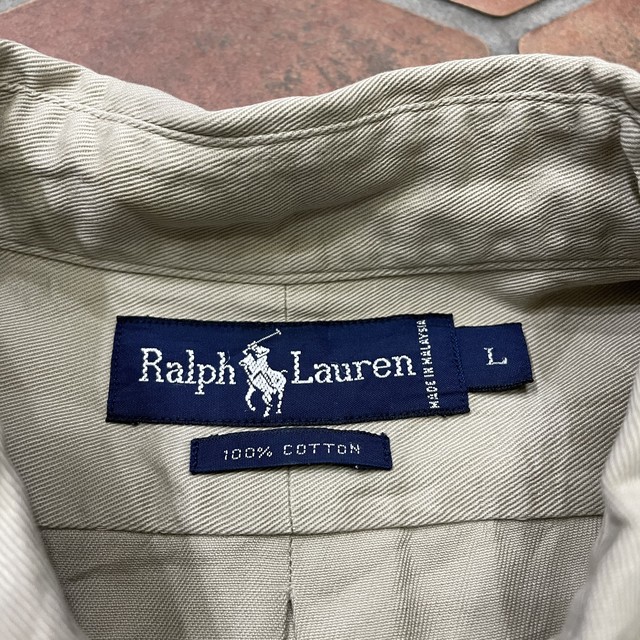 Ralph Lauren
MADE IN MALAYSIA
L
100% COTTON